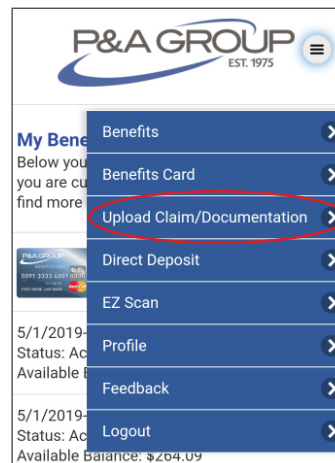 P&A GROUP
EST. 1975
My Bene
Below you
you are cu
find more
Benefits
Benefits Card
Upload Claim/Documentation
Direct Deposit
EZ Scan
Profile
Feedback
Logout
P&A GROUP
5/1/2019-
Status: Ac
Available B
5/1/2019-
Status: Ac
Available Balance: $264.09